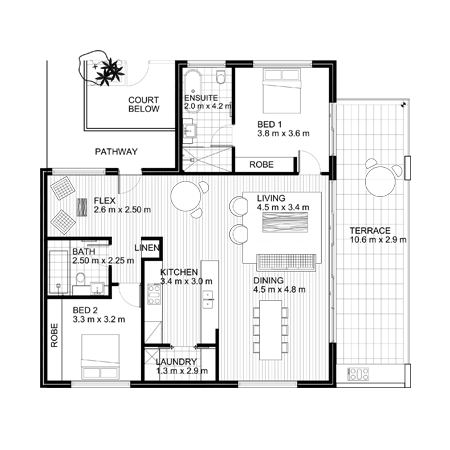 ENSUITE
2.0 m x 4.2 m
COURT
BELOW
BED 1
3.8 m x 3.6 m
PATHWAY
ROBE
FLEX
2.6 m x 2.50 m
LIVING
4.5 m x 3.4 m
TERRACE
10.6 m x 2.9 m
LINEN
BATH
2.50 m x 2.25 m
KITCHEN
3.4 m x 3.0 m
DINING
4.5 m x 4.8 m
BED 2
3.3 m x 3.2 m
ROBE
LAUNDRY
1.3 m x 2.9 m